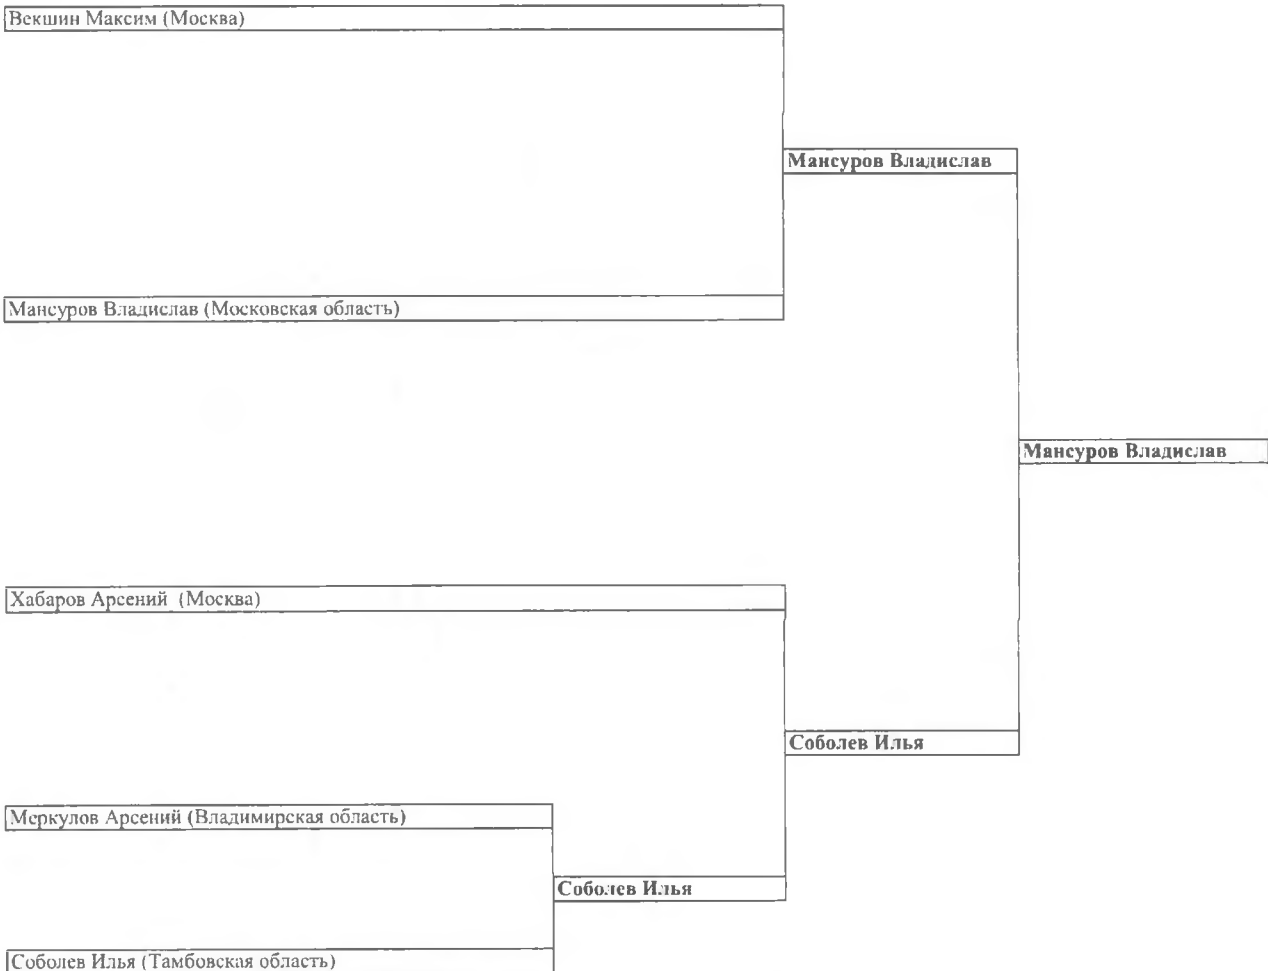 Векшин Максим (Москва)
Мансуров Владислав
Мансуров Владислав (Московская область)
Мансуров Владислав
Хабаров Арсений (Москва)
Соболев Илья
Меркулов Арсений (Владимирская область)
Соболев Илья
Соболев Илья (Тамбовская область)